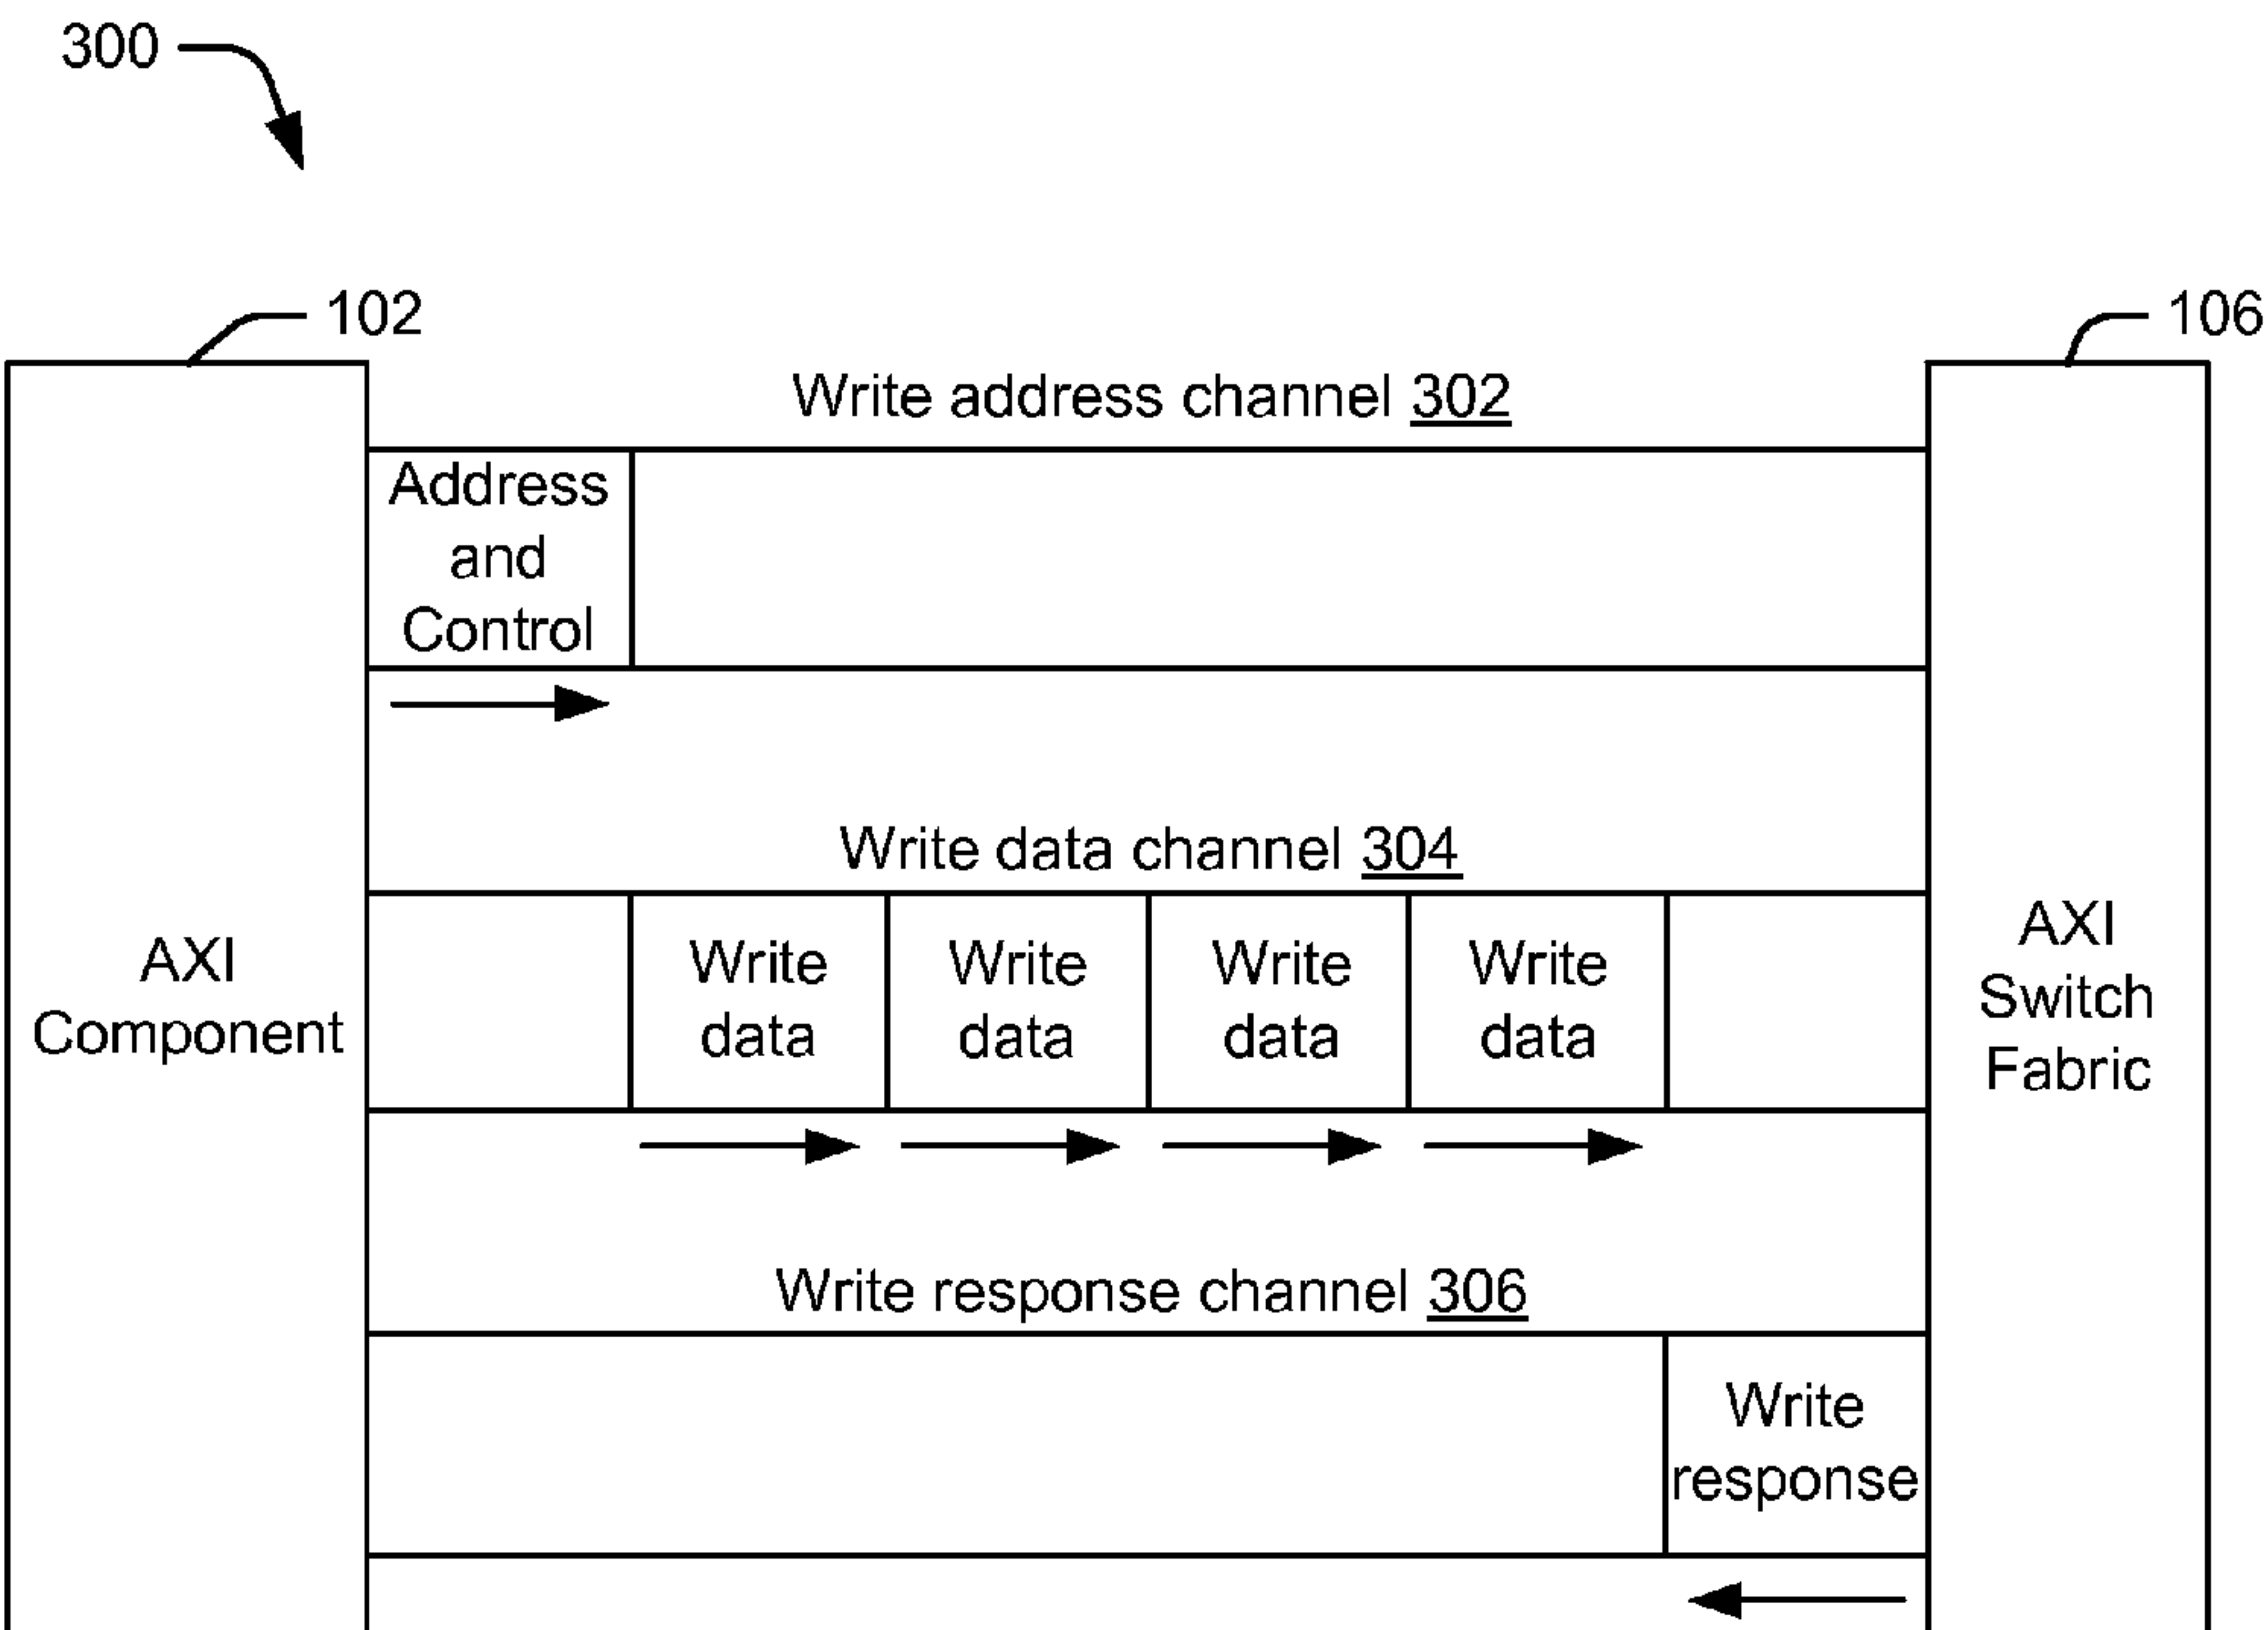 300
102
106
Write address channel 302
Address
and
Control
Write data channel 304
AXI
Component
Write
data
Write
data
Write
data
Write
data
AXI
Switch
Fabric
Write response channel 306
Write
response